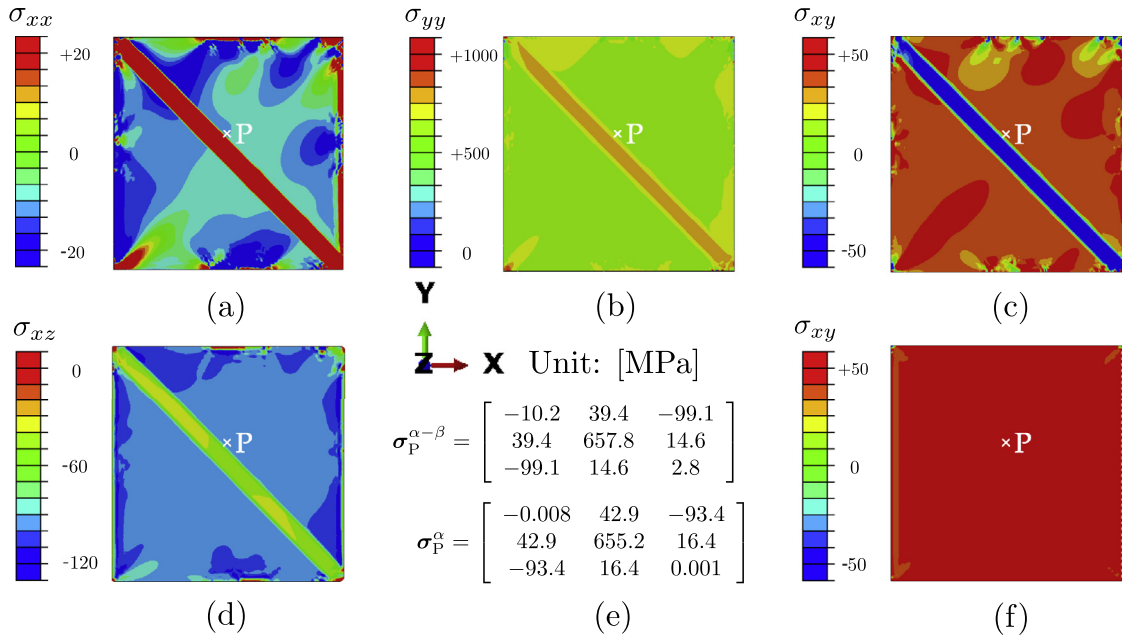 σxx
+20
0
-20
P
(a)
σyy
+1000
+500
0
P
(b)
σxy
+50
0
-50
P
(c)
σxz
0
-60
-120
P
(d)
Y
Z X Unit: [MPa]
σ_P^{α−β} = [ −10.2 39.4 −99.1
39.4 657.8 14.6
−99.1 14.6 2.8 ]
σ_P^{α} = [ −0.008 42.9 −93.4
42.9 655.2 16.4
−93.4 16.4 0.001 ]
(e)
σxy
+50
0
-50
P
(f)